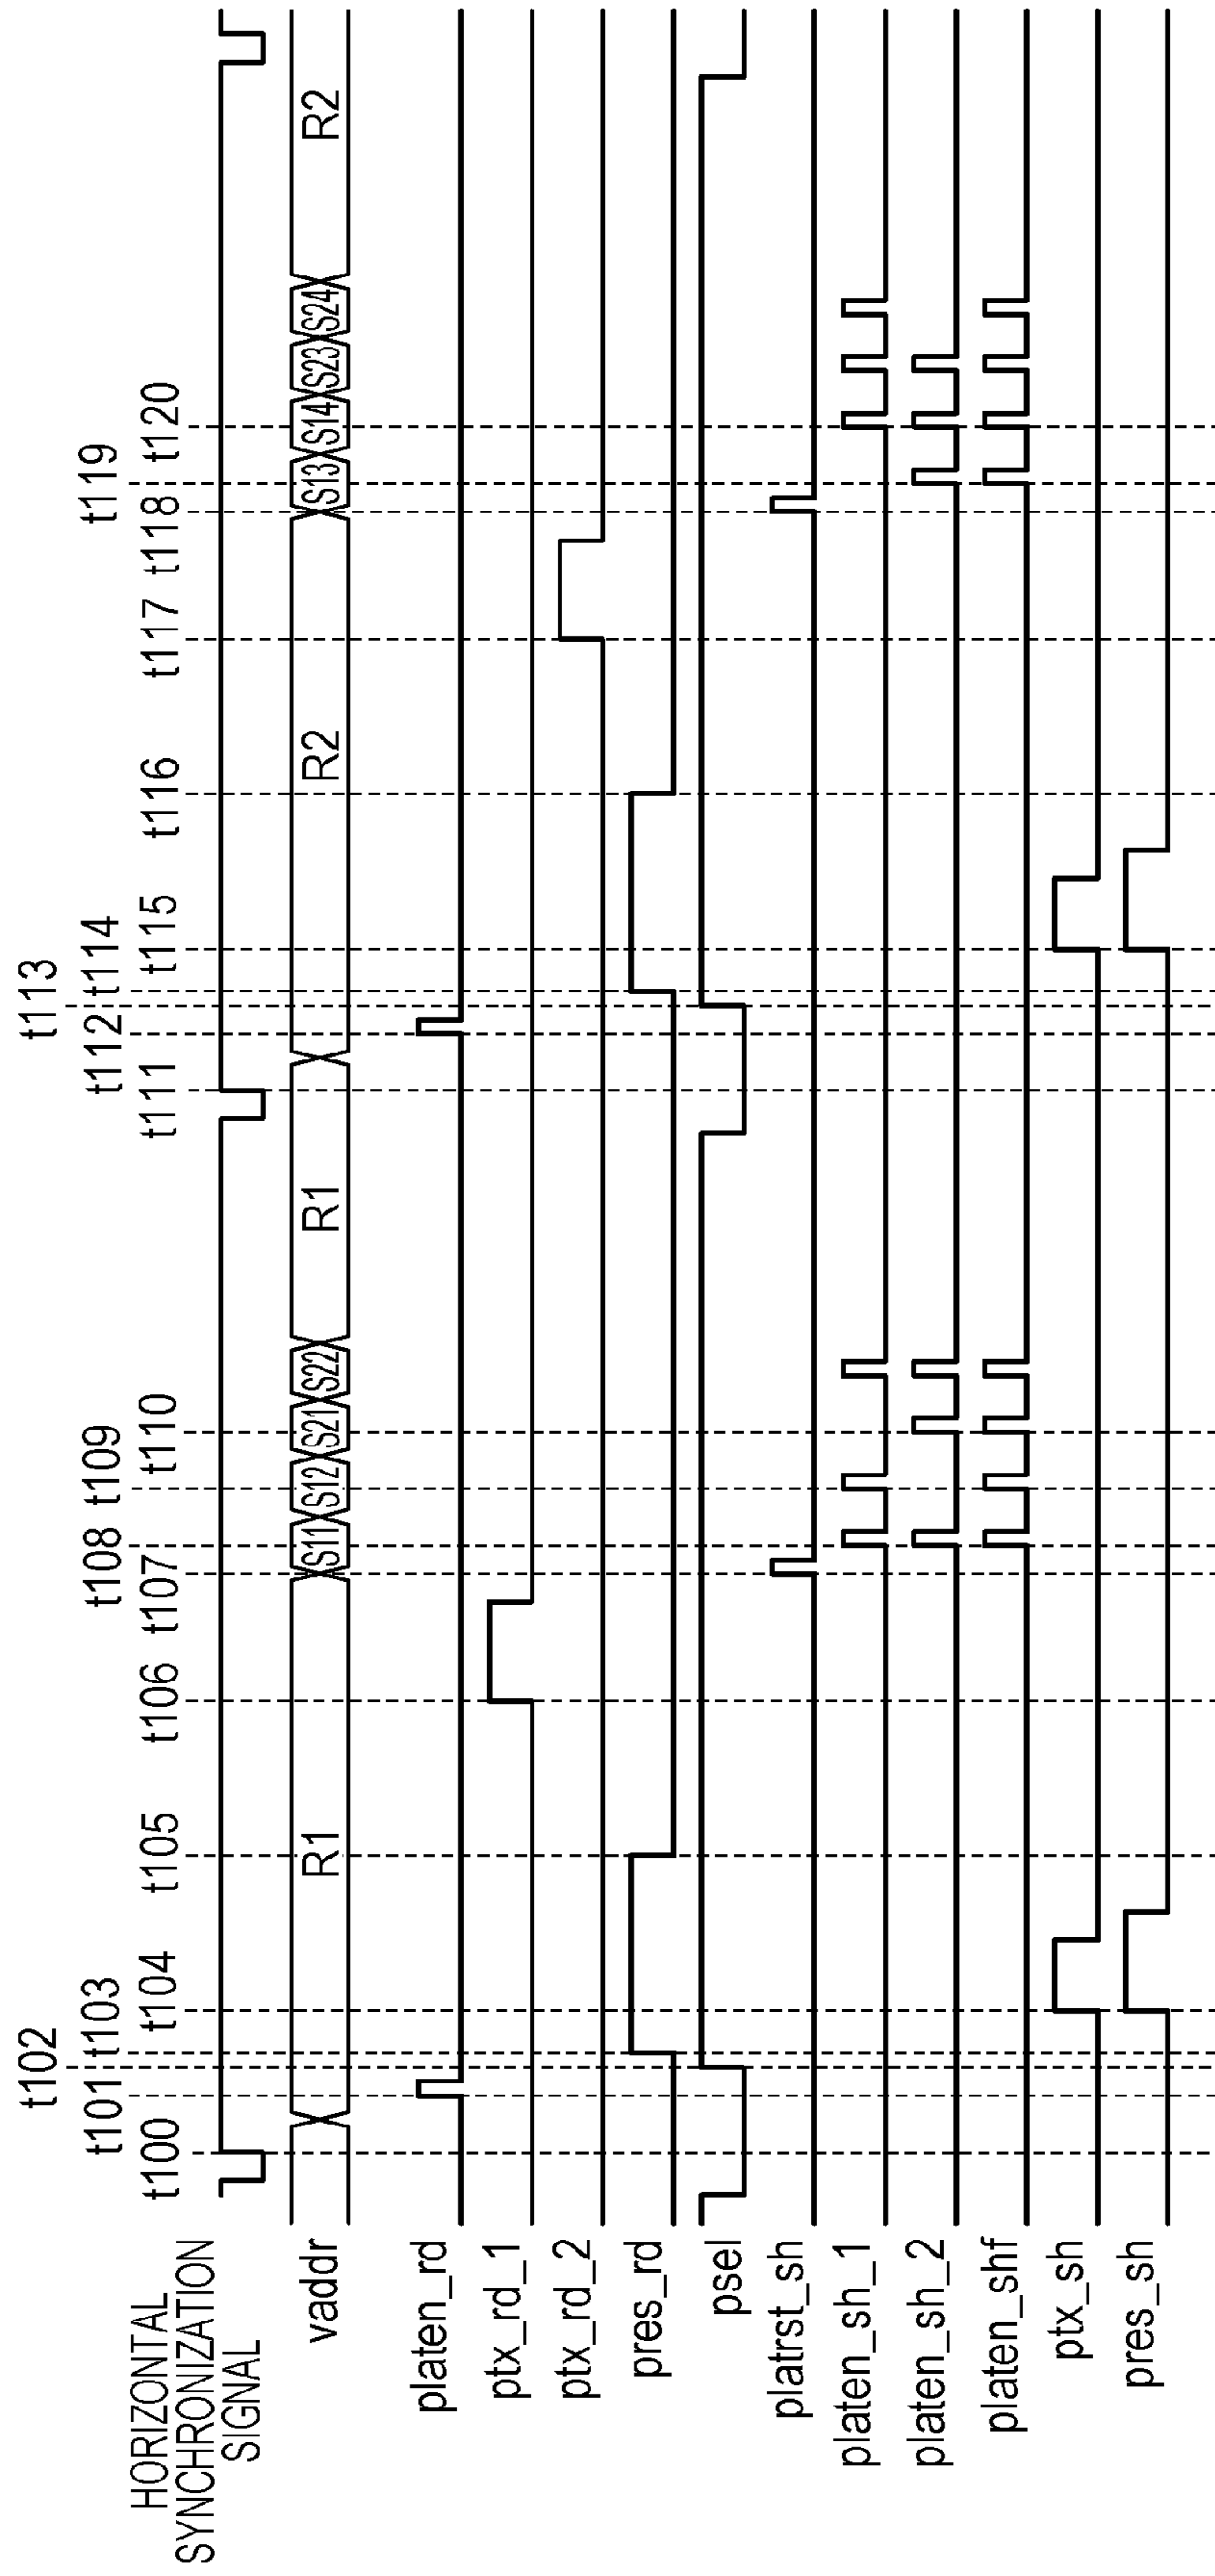 t102
t113
t101 t103
t108
t109
t112 t114
t119
t100
t104
t105
t106
t107
t110
t111
t115
t116
t117
t118
t120
HORIZONTAL
SYNCHRONIZATION
SIGNAL
vaddr
R1
S11
S12
S21
S22
R1
R2
S13
S14
S23
S24
R2
platen_rd
ptx_rd_1
ptx_rd_2
pres_rd
psel
platrst_sh
platen_sh_1
platen_sh_2
platen_shf
ptx_sh
pres_sh